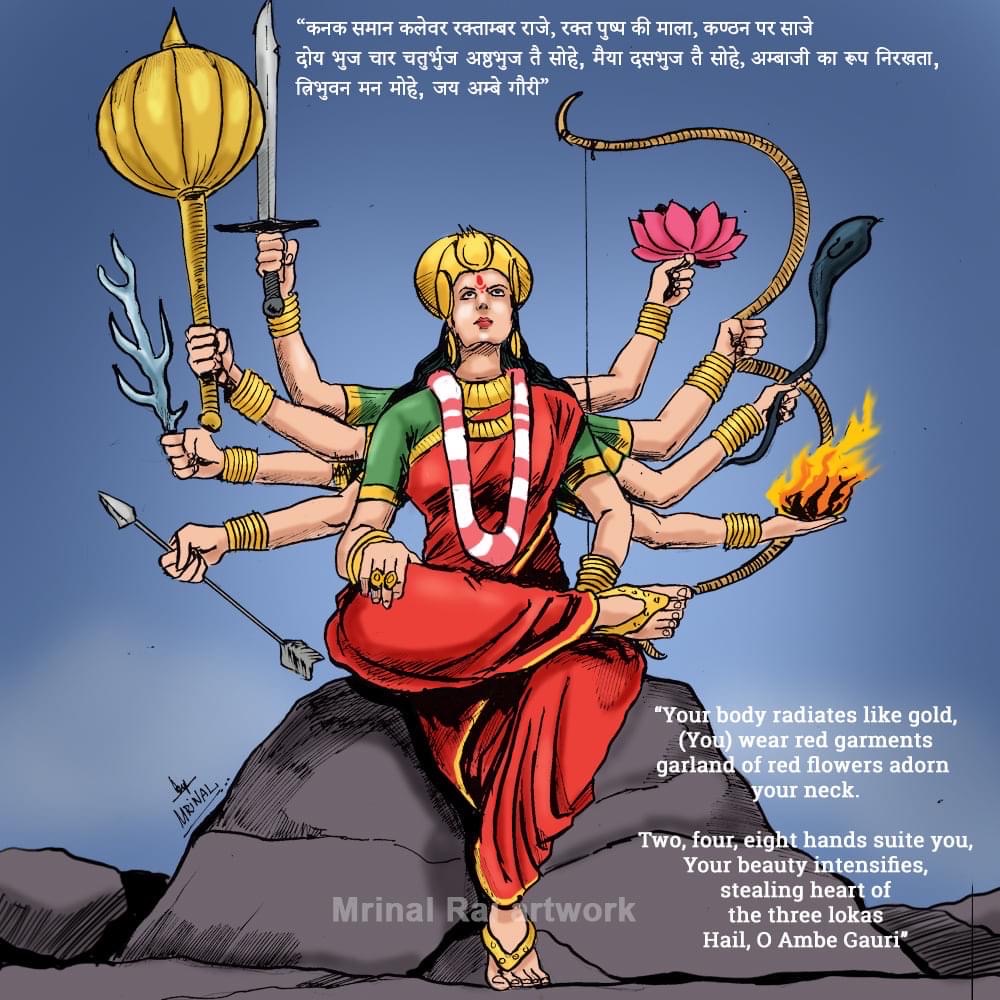 “कनक समान कलेवर रक्ताम्बर राजे, रक्त पुष्प की माला, कण्ठन पर साजे
दोय भुज चार चतुर्भुज अष्ठभुज तै सोहे, मैया दसभुज तै सोहे, अम्बाजी का रूप निरखता,
त्रिभुवन मन मोहे, जय अम्बे गौरी”
“Your body radiates like gold,
(You) wear red garments
garland of red flowers adorn
your neck.
Two, four, eight hands suite you,
Your beauty intensifies,
stealing heart of
the three lokas
Hail, O Ambe Gauri”
by
MRINAL
Mrinal Rai artwork